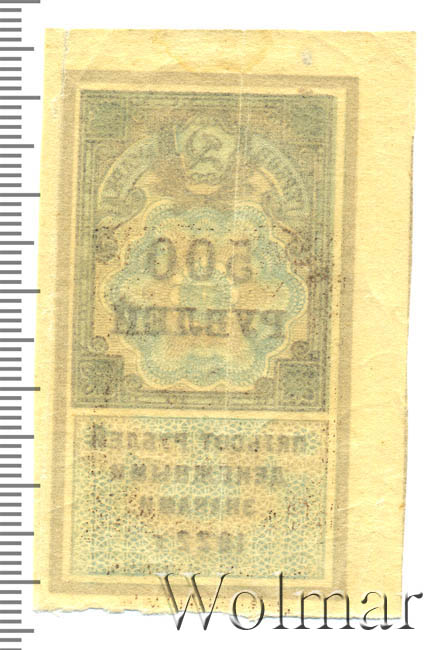 500
РУБЛЕЙ
ПЯТЬСОТ РУБЛЕЙ
ДЕНЕЖНЫМИ
ЗНАКАМИ
1922 г.
Wolmar